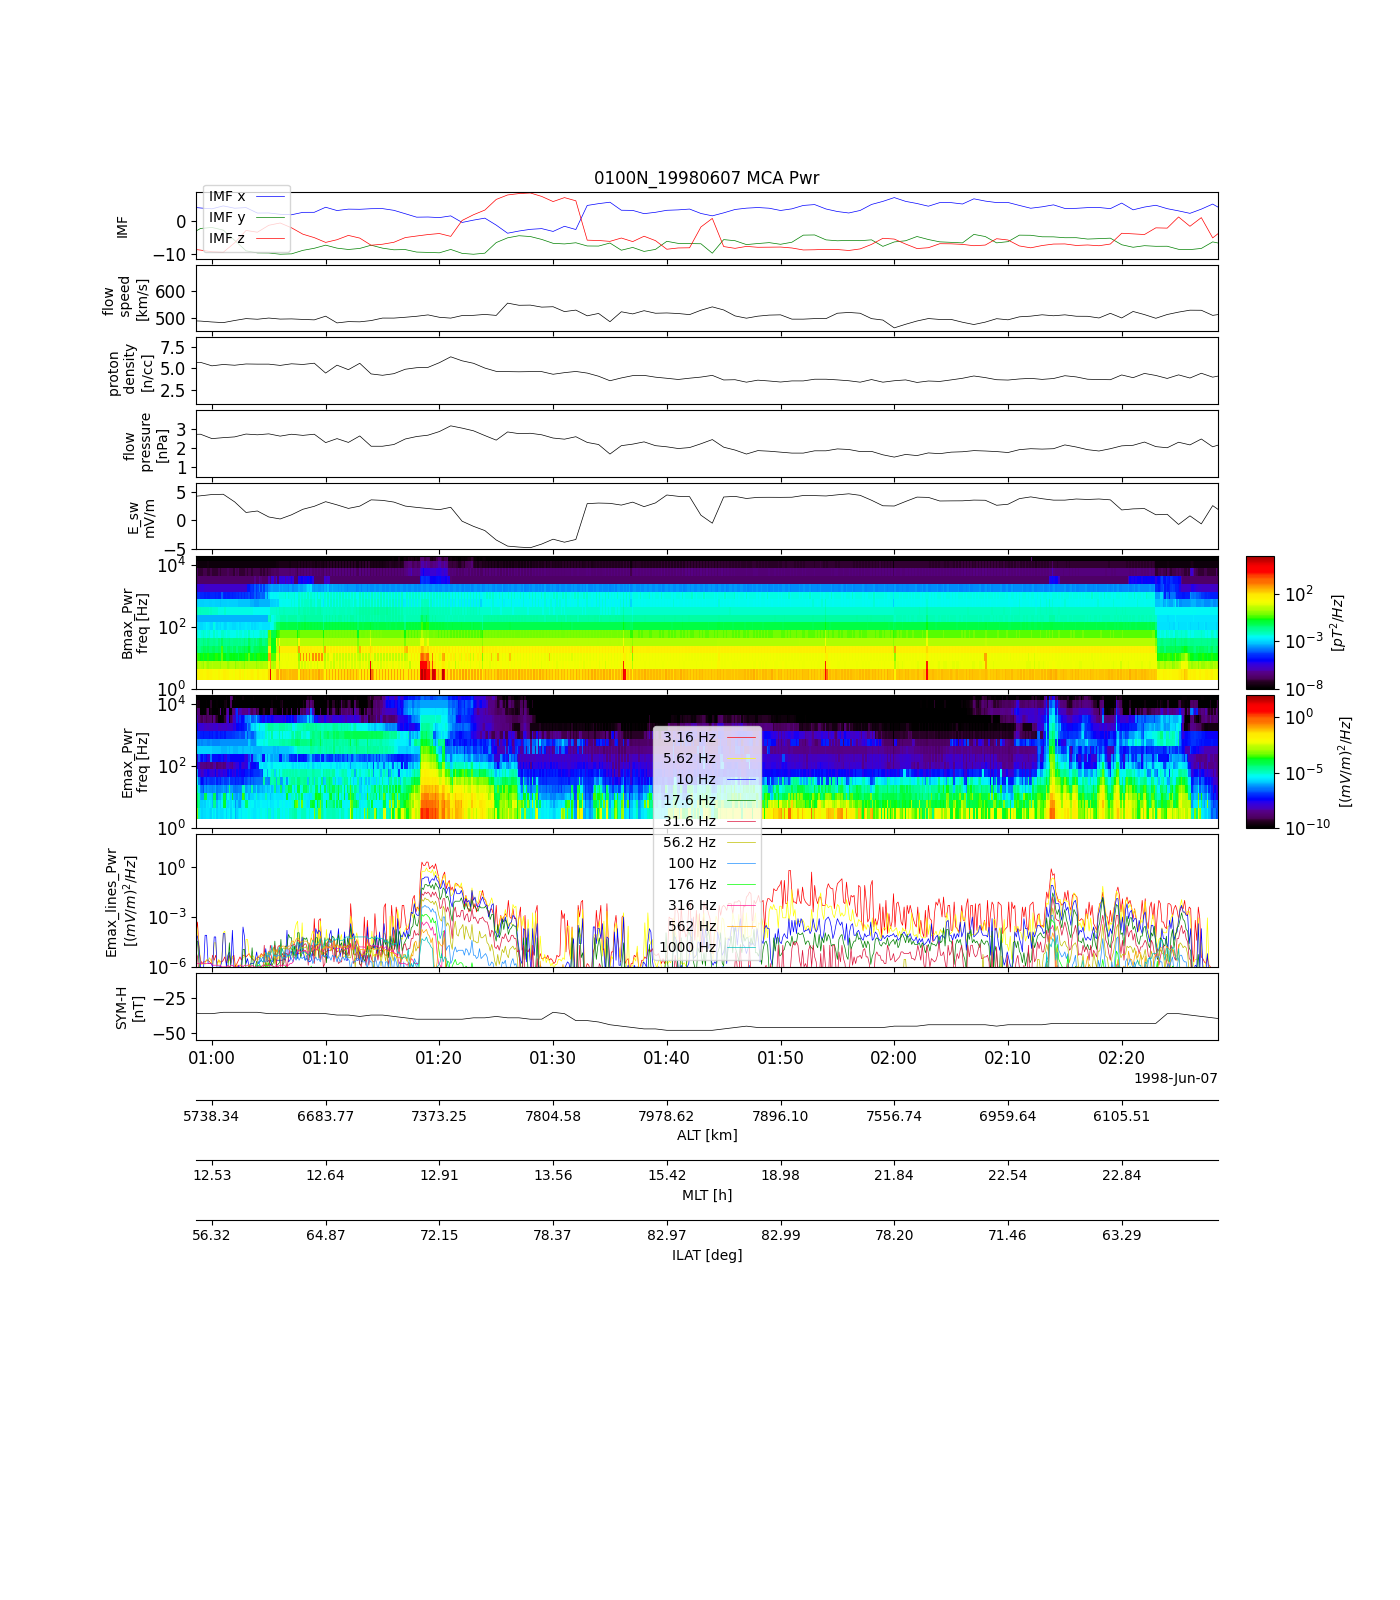 0100N_19980607 MCA Pwr
IMF x
IMF y
IMF z
IMF
0
−10
flow
speed
[km/s]
600
500
proton
density
[n/cc]
7.5
5.0
2.5
flow
pressure
[nPa]
3
2
1
E_sw
mV/m
5
0
−5
Bmax_Pwr
freq [Hz]
10^4
10^2
10^0
10^2
10^−3
10^−8
[pT^2/Hz]
Emax_Pwr
freq [Hz]
10^4
10^2
10^0
10^0
10^−5
10^−10
[(mV/m)^2/Hz]
3.16 Hz
5.62 Hz
10 Hz
17.6 Hz
31.6 Hz
56.2 Hz
100 Hz
176 Hz
316 Hz
562 Hz
1000 Hz
Emax_lines_Pwr
[(mV/m)^2/Hz]
10^0
10^−3
10^−6
SYM-H
[nT]
−25
−50
01:00 01:10 01:20 01:30 01:40 01:50 02:00 02:10 02:20
1998-Jun-07
5738.34 6683.77 7373.25 7804.58 7978.62 7896.10 7556.74 6959.64 6105.51
ALT [km]
12.53 12.64 12.91 13.56 15.42 18.98 21.84 22.54 22.84
MLT [h]
56.32 64.87 72.15 78.37 82.97 82.99 78.20 71.46 63.29
ILAT [deg]